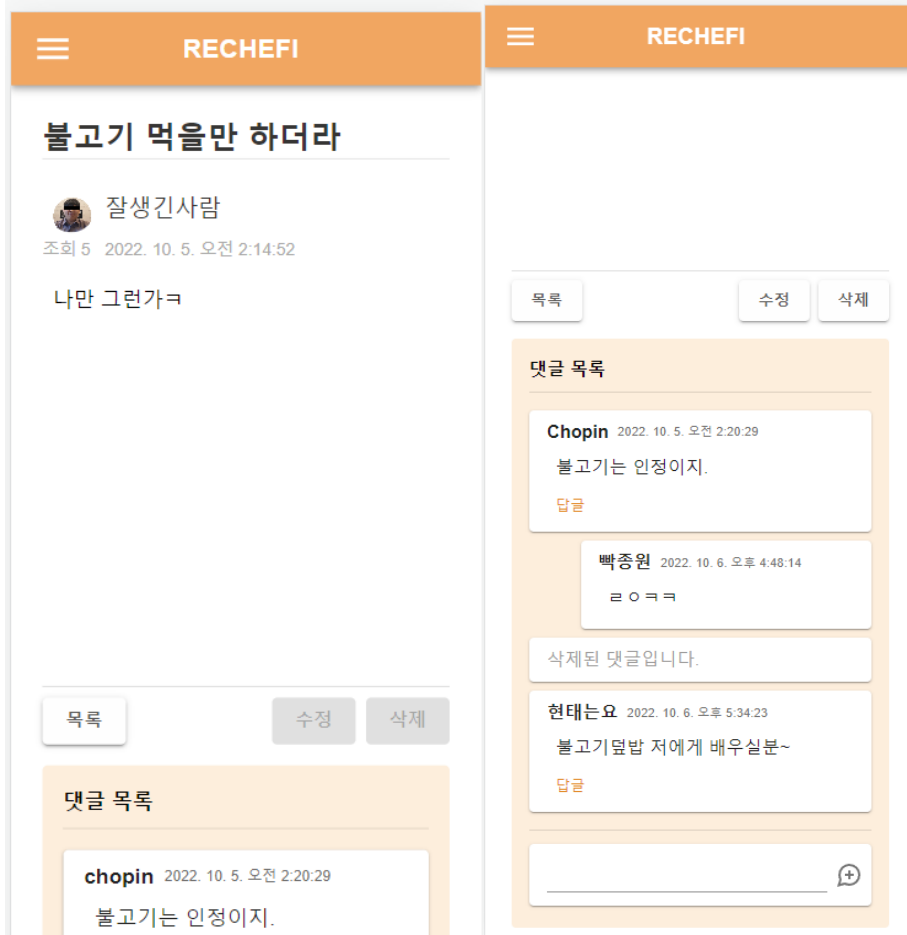 RECHEFI
불고기 먹을만 하더라
잘생긴사람
조회 5 2022. 10. 5. 오전 2:14:52
나만 그런가ㅋ
목록 수정 삭제
댓글 목록
chopin 2022. 10. 5. 오전 2:20:29
불고기는 인정이지.
RECHEFI
목록 수정 삭제
댓글 목록
Chopin 2022. 10. 5. 오전 2:20:29
불고기는 인정이지.
답글
빡종원 2022. 10. 6. 오후 4:48:14
ㄹㅇㅋㅋ
삭제된 댓글입니다.
현태는요 2022. 10. 6. 오후 5:34:23
불고기덮밥 저에게 배우실분~
답글